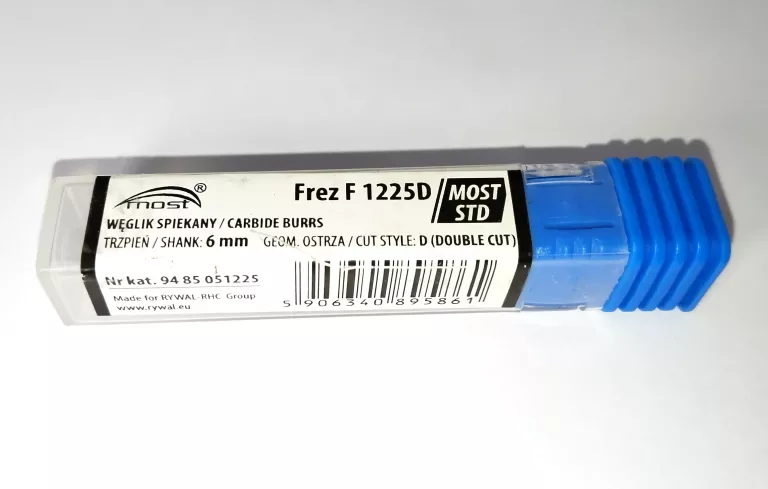 most®
Frez F 1225D
MOST
STD
WĘGLIK SPIEKANY / CARBIDE BURRS
TRZPIEŃ / SHANK: 6 mm GEOM. OSTRZA / CUT STYLE: D (DOUBLE CUT)
Nr kat. 94 85 051225
Made for RYWAL-RHC Group
www.rywal.eu
5 906340 895861